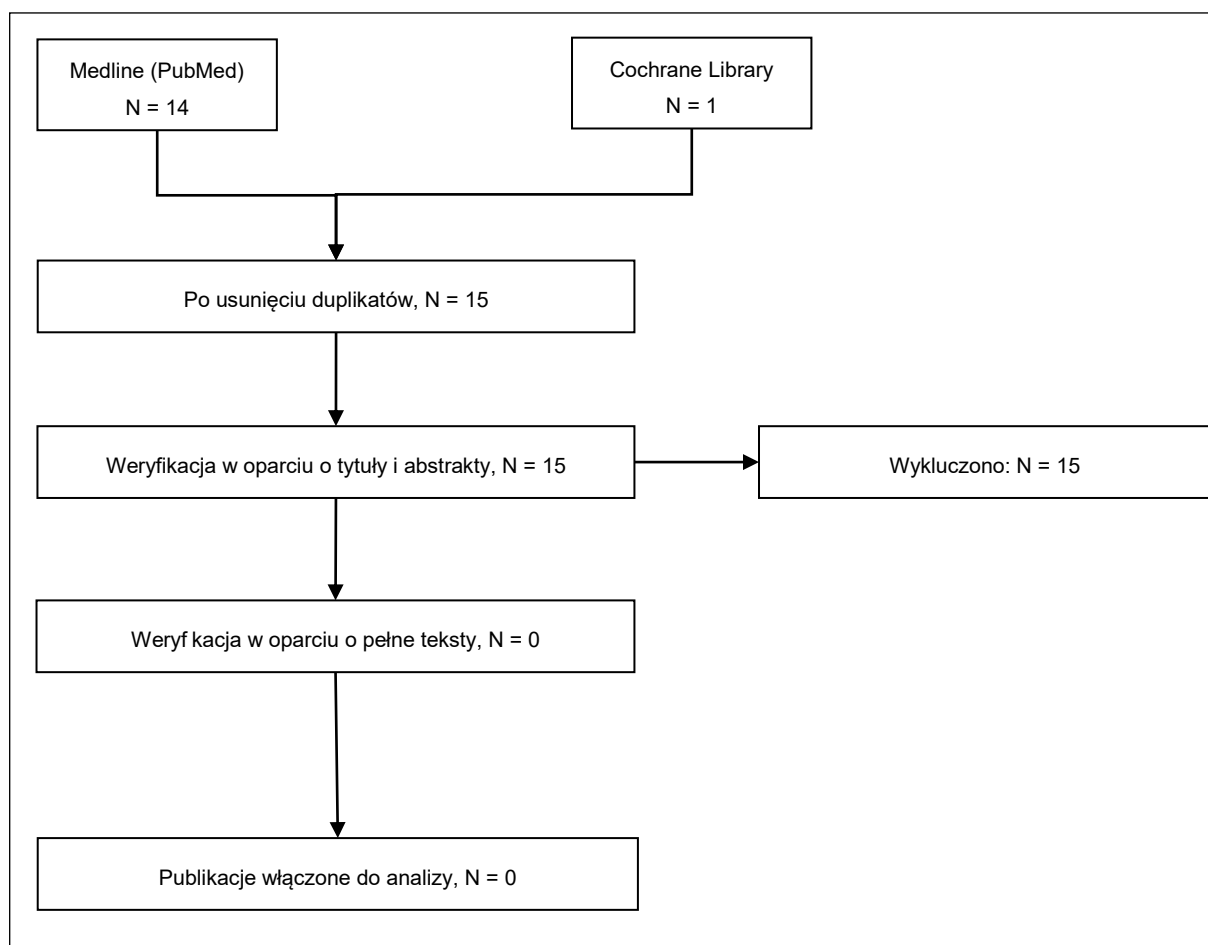 Medline (PubMed)
N = 14
Cochrane Library
N = 1
Po usunięciu duplikatów, N = 15
Weryfikacja w oparciu o tytuły i abstrakty, N = 15
Wykluczono: N = 15
Weryf kacja w oparciu o pełne teksty, N = 0
Publikacje włączone do analizy, N = 0